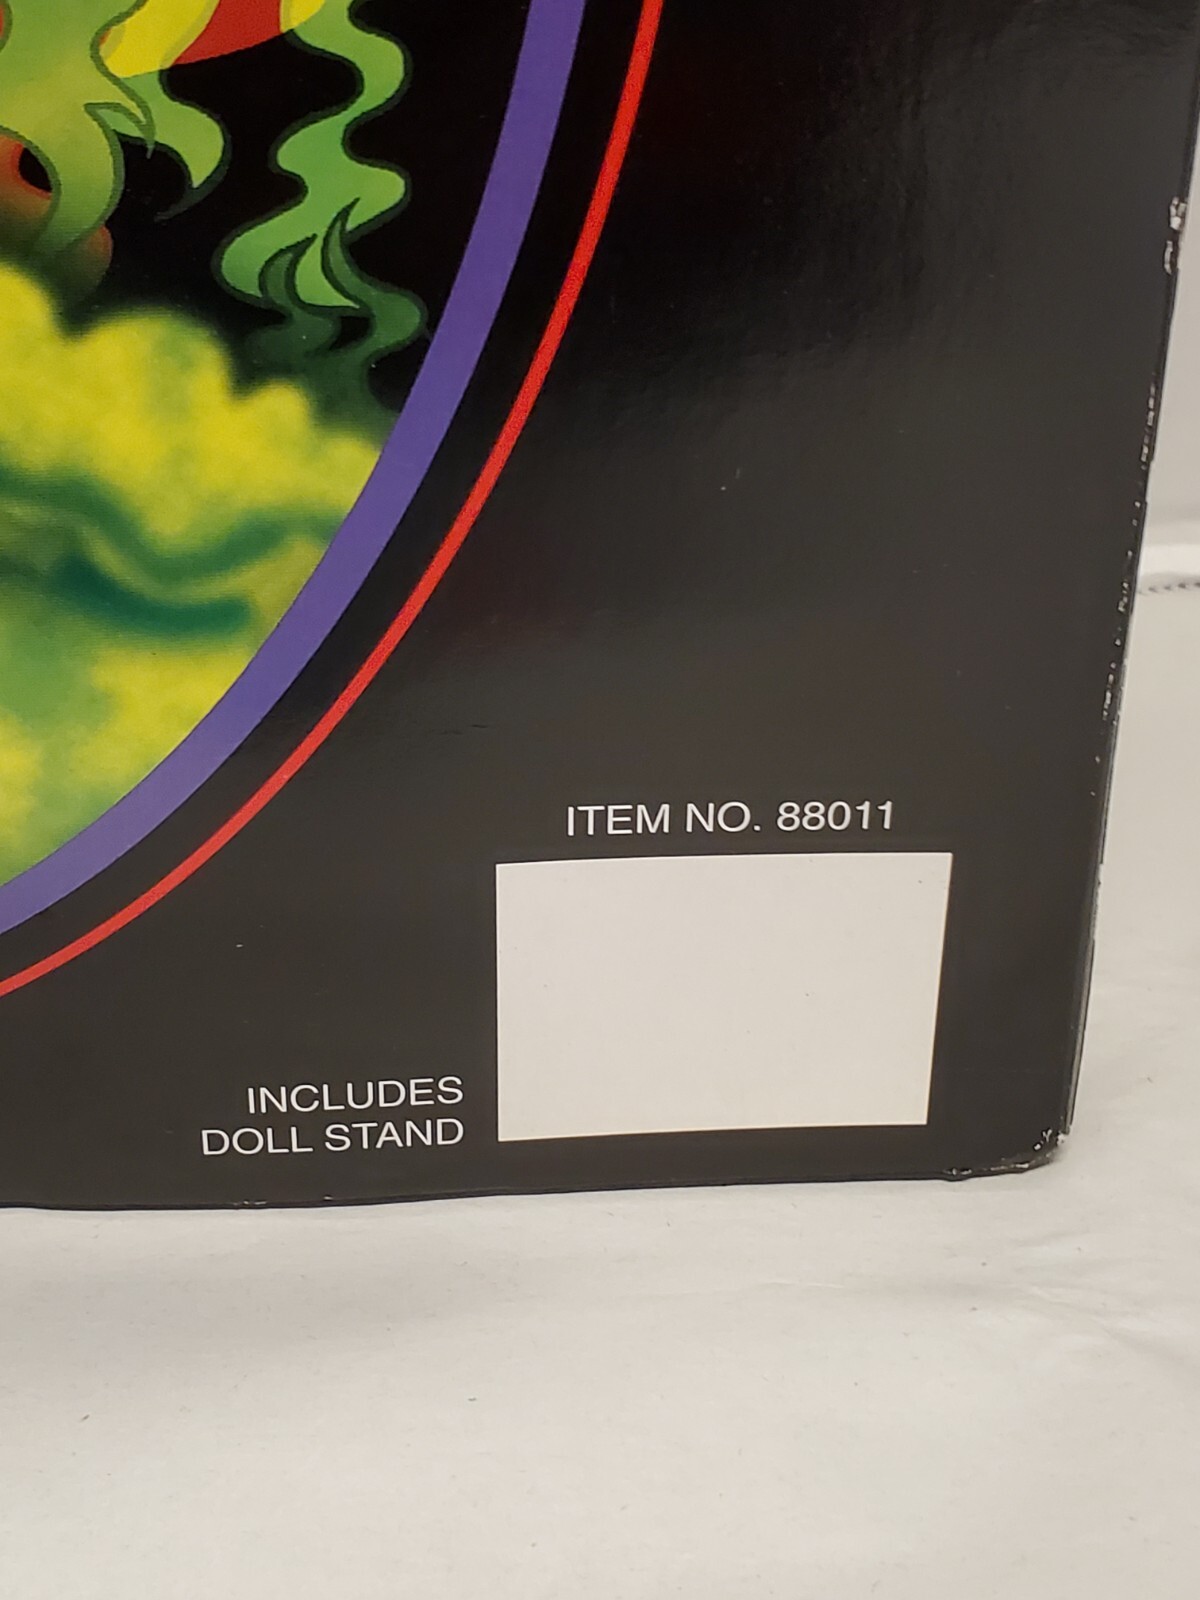 ITEM NO. 88011
INCLUDES
DOLL STAND